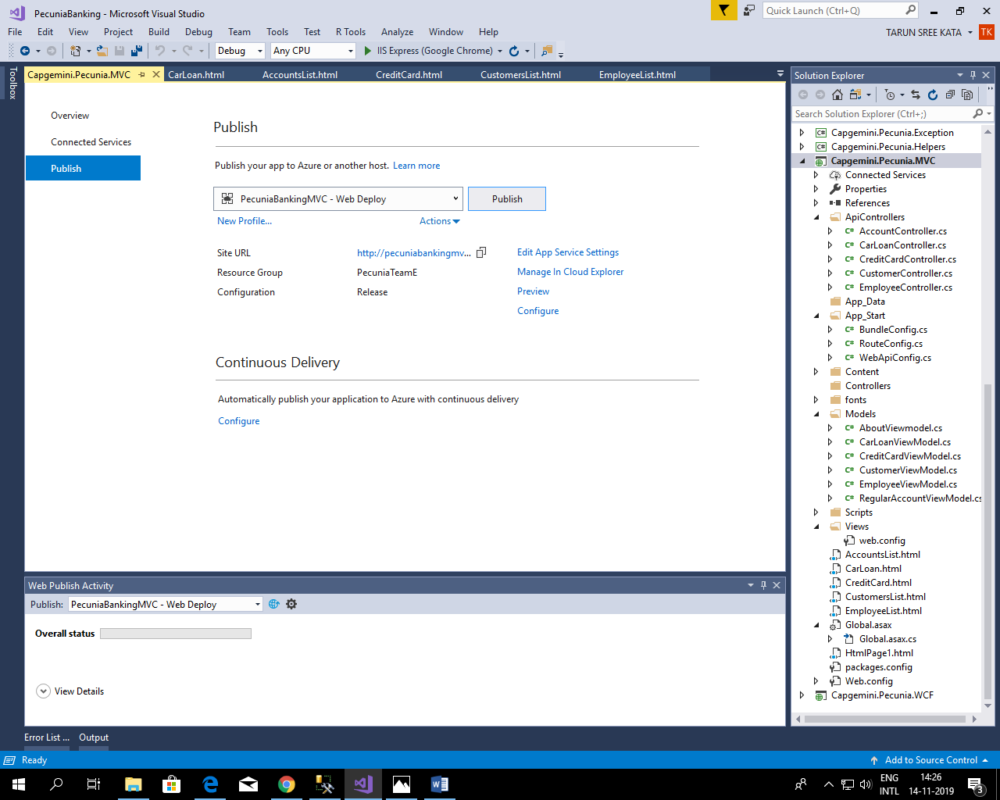 PecuniaBanking - Microsoft Visual Studio
Quick Launch (Ctrl+Q)
File Edit View Project Build Debug Team Tools Test R Tools Analyze Window Help
TARUN SREE KATA TK
Debug Any CPU IIS Express (Google Chrome)
Toolbox
Capgemini.Pecunia.MVC CarLoan.html AccountsList.html CreditCard.html CustomersList.html EmployeeList.html
Overview
Connected Services
Publish
Publish
Publish your app to Azure or another host. Learn more
PecuniaBankingMVC - Web Deploy Publish
New Profile... Actions
Site URL http://pecuniabankingmv... Edit App Service Settings
Resource Group PecuniaTeamE Manage In Cloud Explorer
Configuration Release Preview
Configure
Continuous Delivery
Automatically publish your application to Azure with continuous delivery
Configure
Web Publish Activity
Publish: PecuniaBankingMVC - Web Deploy
Overall status
View Details
Error List ... Output
Solution Explorer
Search Solution Explorer (Ctrl+;)
C# Capgemini.Pecunia.Exception
C# Capgemini.Pecunia.Helpers
Capgemini.Pecunia.MVC
Connected Services
Properties
References
ApiControllers
C# AccountController.cs
C# CarLoanController.cs
C# CreditCardController.cs
C# CustomerController.cs
C# EmployeeController.cs
App_Data
App_Start
C# BundleConfig.cs
C# RouteConfig.cs
C# WebApiConfig.cs
Content
Controllers
fonts
Models
C# AboutViewmodel.cs
C# CarLoanViewModel.cs
C# CreditCardViewModel.cs
C# CustomerViewModel.cs
C# EmployeeViewModel.cs
C# RegularAccountViewModel.cs
Scripts
Views
web.config
AccountsList.html
CarLoan.html
CreditCard.html
CustomersList.html
EmployeeList.html
Global.asax
Global.asax.cs
HtmlPage1.html
packages.config
Web.config
Capgemini.Pecunia.WCF
Ready Add to Source Control
ENG 14:26
INTL 14-11-2019 3